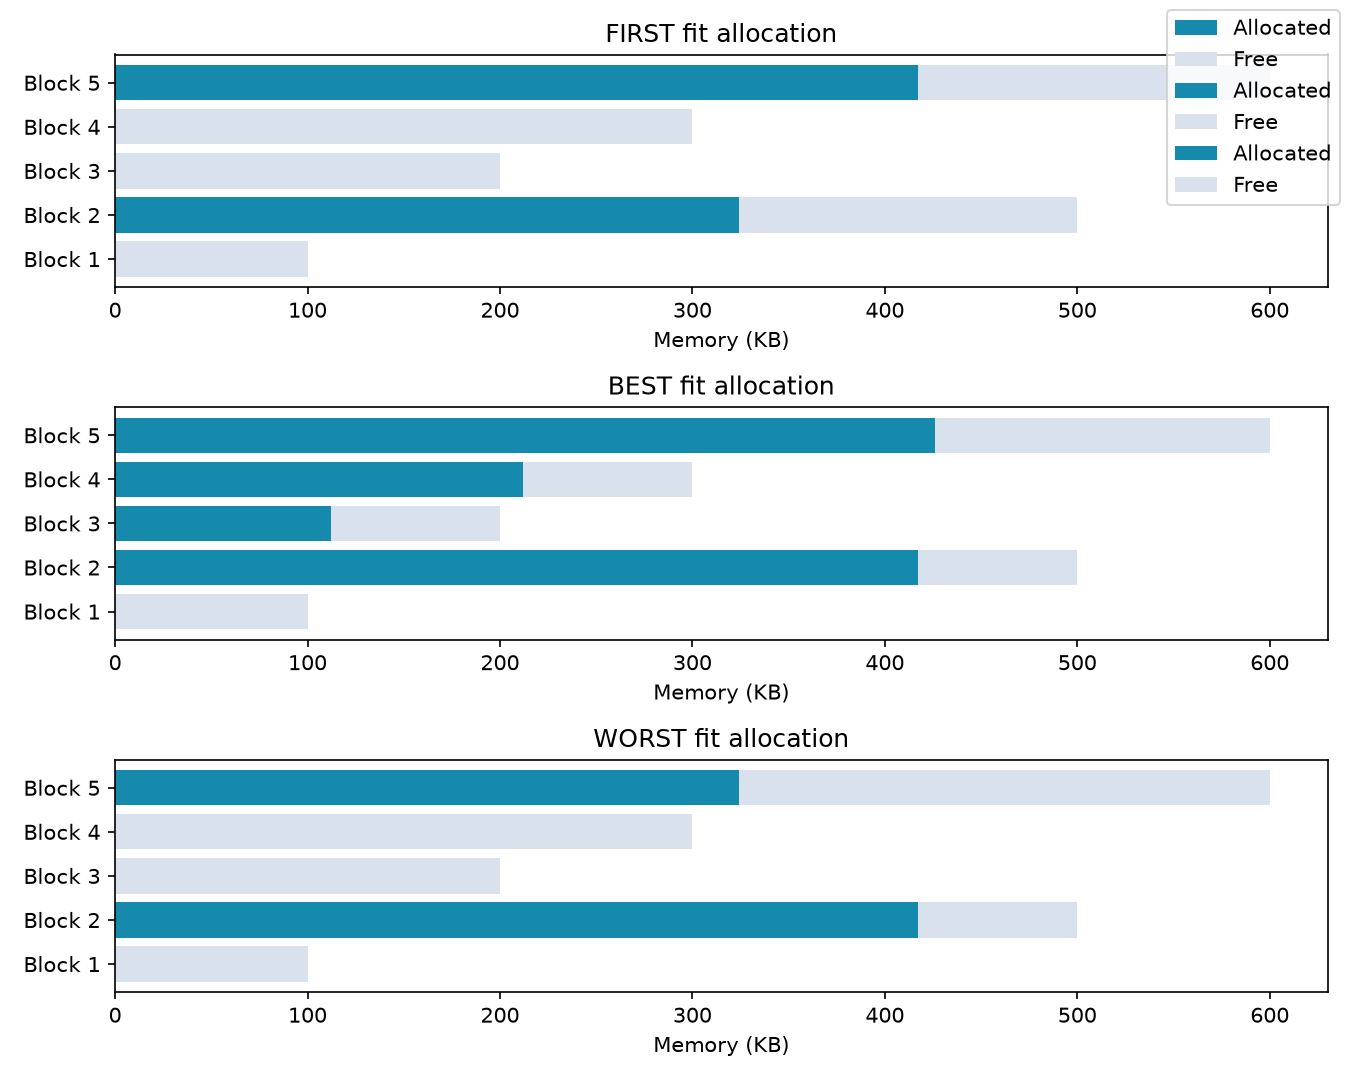 FIRST fit allocation
Allocated
Free
Allocated
Free
Allocated
Free
Block 5
Block 4
Block 3
Block 2
Block 1
0 100 200 300 400 500 600
Memory (KB)
BEST fit allocation
Block 5
Block 4
Block 3
Block 2
Block 1
0 100 200 300 400 500 600
Memory (KB)
WORST fit allocation
Block 5
Block 4
Block 3
Block 2
Block 1
0 100 200 300 400 500 600
Memory (KB)